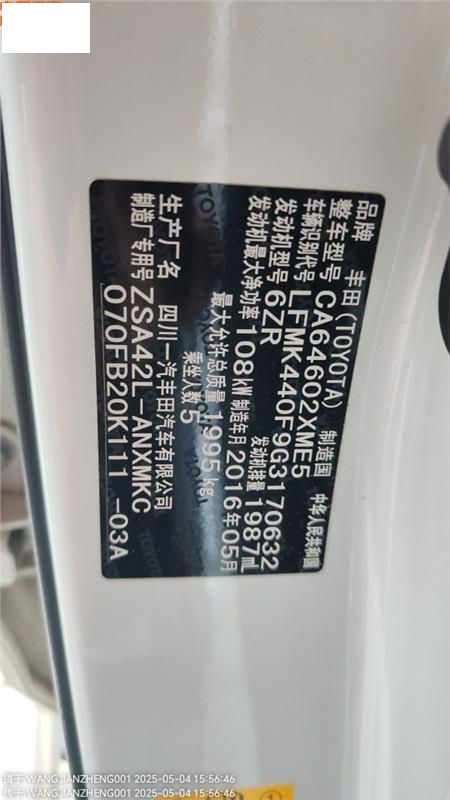 品牌 丰田(TOYOTA) 制造国 中华人民共和国
整车型号 CA64602XME5
车辆识别代号 LFMK440F9G3170632
发动机型号 6ZR 发动机排量 1987ml
发动机最大净功率 108kW 制造年月 2016年05月
最大允许总质量 1995kg
乘坐人数 5
生产厂名 四川一汽丰田汽车有限公司
制造厂专用号 ZSA42L-ANXMKC
070FB20K111 -03A
TOYOTA
摄于 WANGJIANZHENG001 2025-05-04 15:56:46
传于 WANGJIANZHENG001 2025-05-04 15:56:46